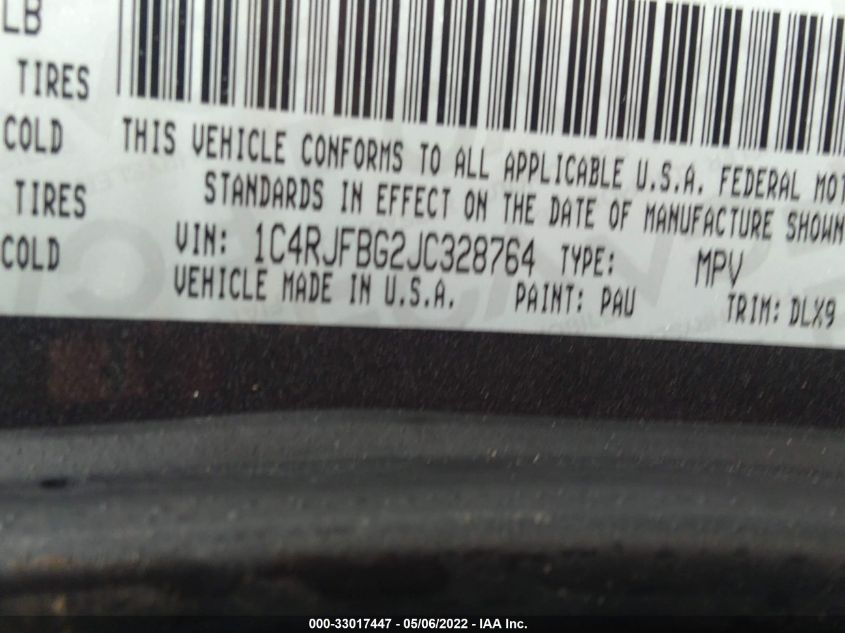 LB
TIRES
COLD
TIRES
COLD
THIS VEHICLE CONFORMS TO ALL APPLICABLE U.S.A. FEDERAL MOT
STANDARDS IN EFFECT ON THE DATE OF MANUFACTURE SHOWN
VIN: 1C4RJFBG2JC328764 TYPE: MPV
VEHICLE MADE IN U.S.A. PAINT: PAU TRIM: DLX9
000-33017447 - 05/06/2022 - IAA Inc.